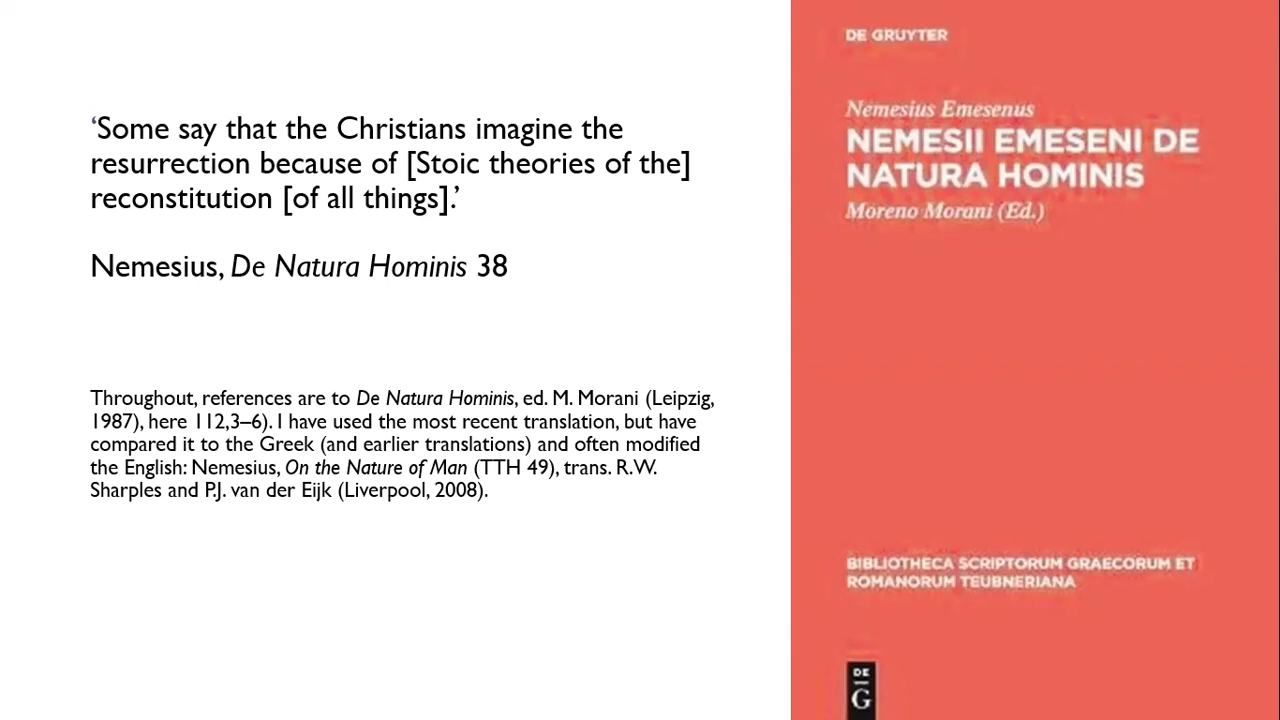 ‘Some say that the Christians imagine the
resurrection because of [Stoic theories of the]
reconstitution [of all things].’
Nemesius, De Natura Hominis 38
Throughout, references are to De Natura Hominis, ed. M. Morani (Leipzig,
1987), here 112,3–6). I have used the most recent translation, but have
compared it to the Greek (and earlier translations) and often modified
the English: Nemesius, On the Nature of Man (TTH 49), trans. R.W.
Sharples and P.J. van der Eijk (Liverpool, 2008).
DE GRUYTER
Nemesius Emesenus
NEMESII EMESENI DE
NATURA HOMINIS
Moreno Morani (Ed.)
BIBLIOTHECA SCRIPTORUM GRAECORUM ET
ROMANORUM TEUBNERIANA
DE
G